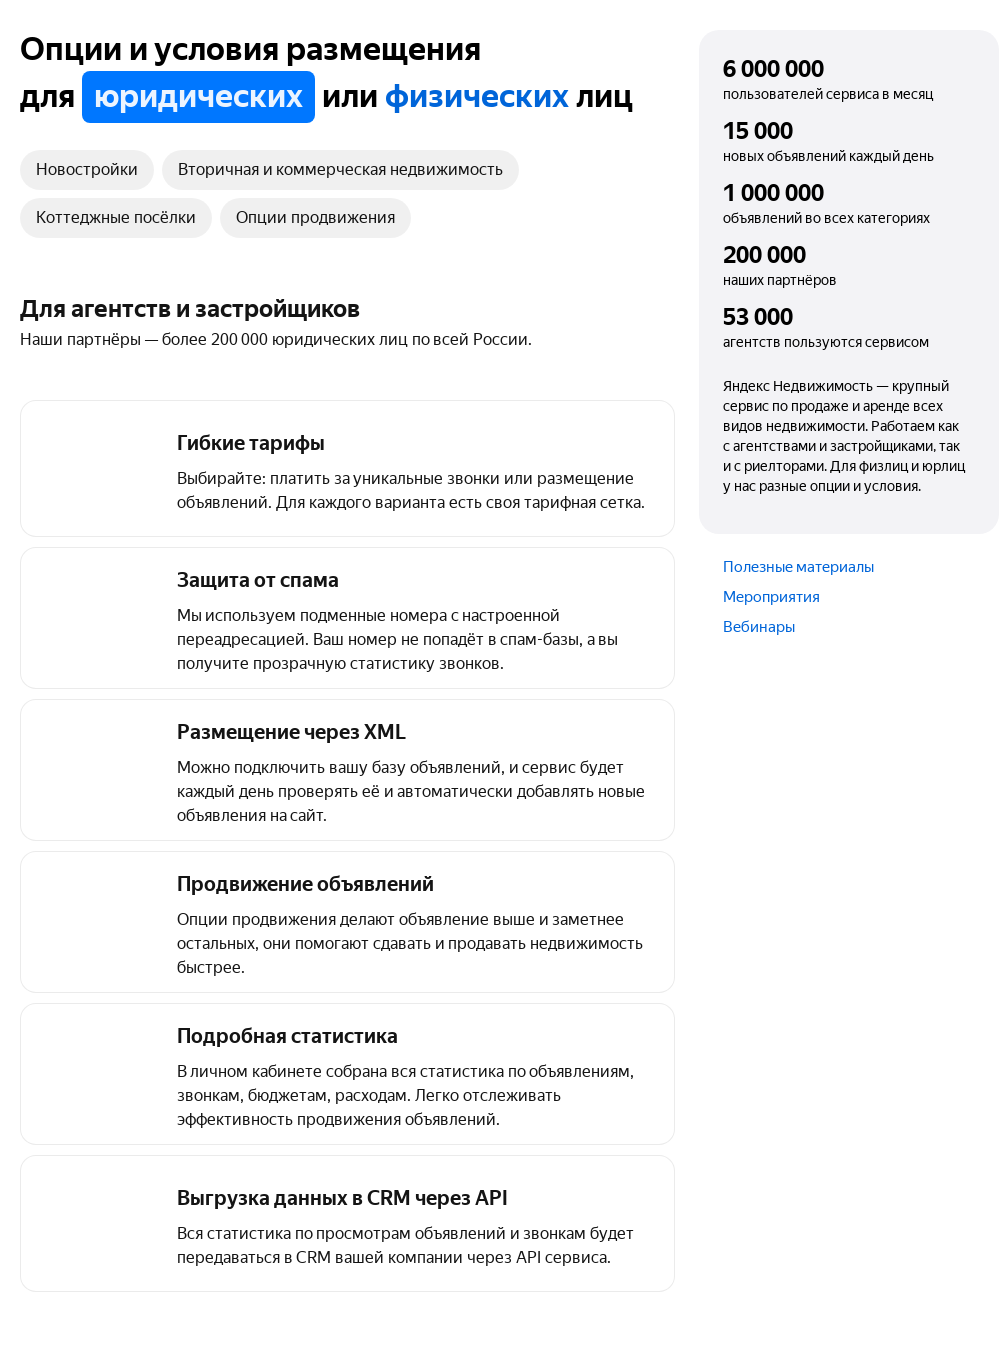 Опции и условия размещения
для юридических или физических лиц
Новостройки
Вторичная и коммерческая недвижимость
Коттеджные посёлки
Опции продвижения
Для агентств и застройщиков
Наши партнёры — более 200 000 юридических лиц по всей России.
Гибкие тарифы
Выбирайте: платить за уникальные звонки или размещение
объявлений. Для каждого варианта есть своя тарифная сетка.
Защита от спама
Мы используем подменные номера с настроенной
переадресацией. Ваш номер не попадёт в спам-базы, а вы
получите прозрачную статистику звонков.
Размещение через XML
Можно подключить вашу базу объявлений, и сервис будет
каждый день проверять её и автоматически добавлять новые
объявления на сайт.
Продвижение объявлений
Опции продвижения делают объявление выше и заметнее
остальных, они помогают сдавать и продавать недвижимость
быстрее.
Подробная статистика
В личном кабинете собрана вся статистика по объявлениям,
звонкам, бюджетам, расходам. Легко отслеживать
эффективность продвижения объявлений.
Выгрузка данных в CRM через API
Вся статистика по просмотрам объявлений и звонкам будет
передаваться в CRM вашей компании через API сервиса.
6 000 000
пользователей сервиса в месяц
15 000
новых объявлений каждый день
1 000 000
объявлений во всех категориях
200 000
наших партнёров
53 000
агентств пользуются сервисом
Яндекс Недвижимость — крупный
сервис по продаже и аренде всех
видов недвижимости. Работаем как
с агентствами и застройщиками, так
и с риелторами. Для физлиц и юрлиц
у нас разные опции и условия.
Полезные материалы
Мероприятия
Вебинары